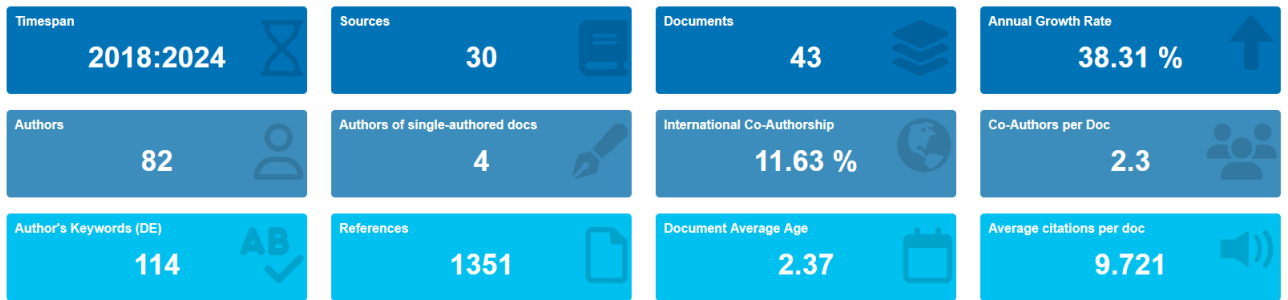 Timespan
2018:2024
Sources
30
Documents
43
Annual Growth Rate
38.31 %
Authors
82
Authors of single-authored docs
4
International Co-Authorship
11.63 %
Co-Authors per Doc
2.3
Author's Keywords (DE)
114
AB
References
1351
Document Average Age
2.37
Average citations per doc
9.721